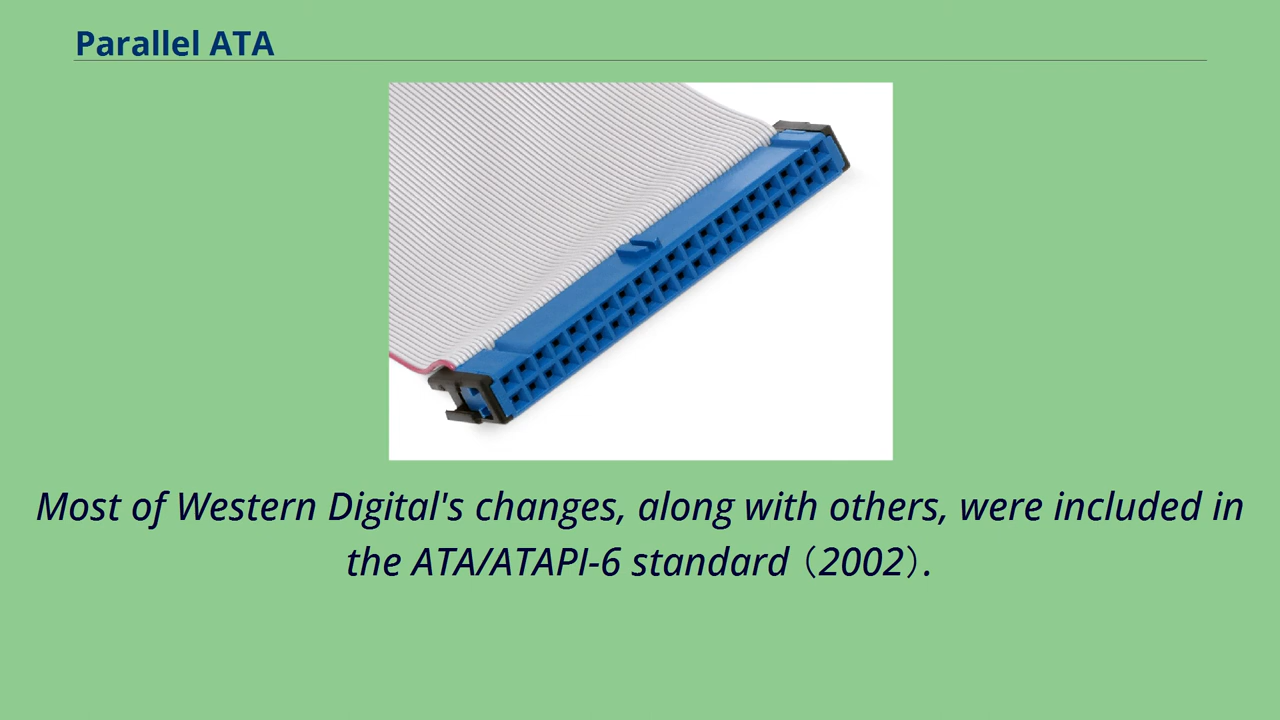 Parallel ATA
Most of Western Digital's changes, along with others, were included in
the ATA/ATAPI-6 standard（2002）.